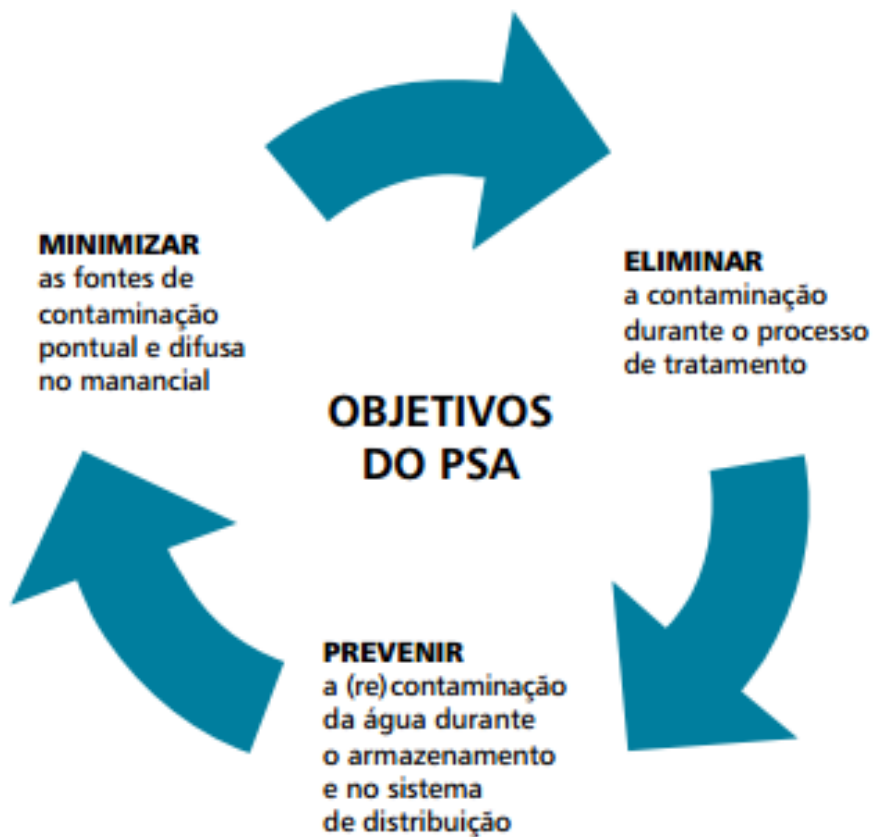 MINIMIZAR
as fontes de
contaminação
pontual e difusa
no manancial
ELIMINAR
a contaminação
durante o processo
de tratamento
OBJETIVOS
DO PSA
PREVENIR
a (re)contaminação
da água durante
o armazenamento
e no sistema
de distribuição